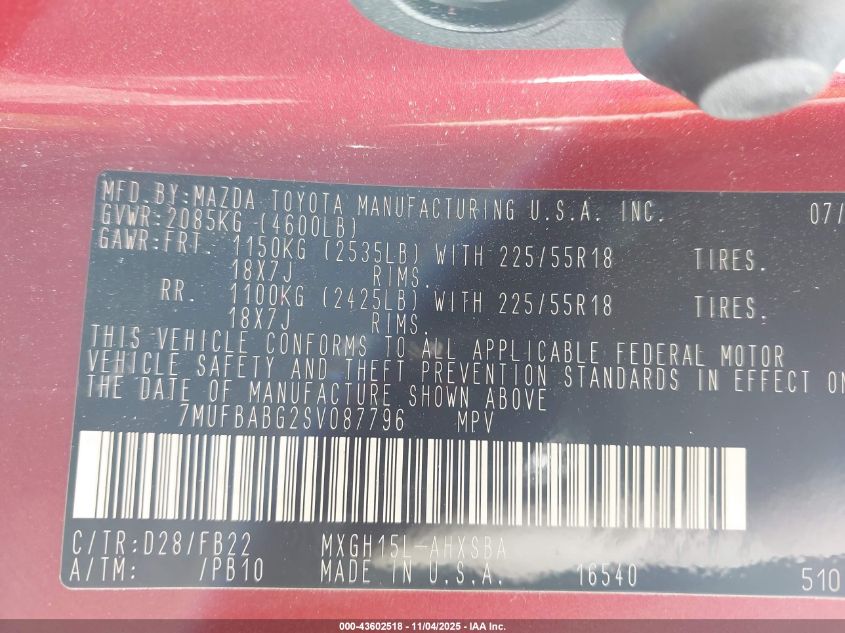 MFD.BY:MAZDA TOYOTA MANUFACTURING U.S.A. INC. 07/
GVWR:2085KG (4600LB)
GAWR:FRT. 1150KG (2535LB) WITH 225/55R18 TIRES.
18X7J RIMS.
RR. 1100KG (2425LB) WITH 225/55R18 TIRES.
18X7J RIMS.
THIS VEHICLE CONFORMS TO ALL APPLICABLE FEDERAL MOTOR
VEHICLE SAFETY AND THEFT PREVENTION STANDARDS IN EFFECT ON
THE DATE OF MANUFACTURE SHOWN ABOVE
7MUFBABG2SV087796 MPV
C/TR:D28/FB22 MXGH15L-AHXSBA
A/TM: /PB10 MADE IN U.S.A. 16540 510
000-43602518 - 11/04/2025 - IAA Inc.